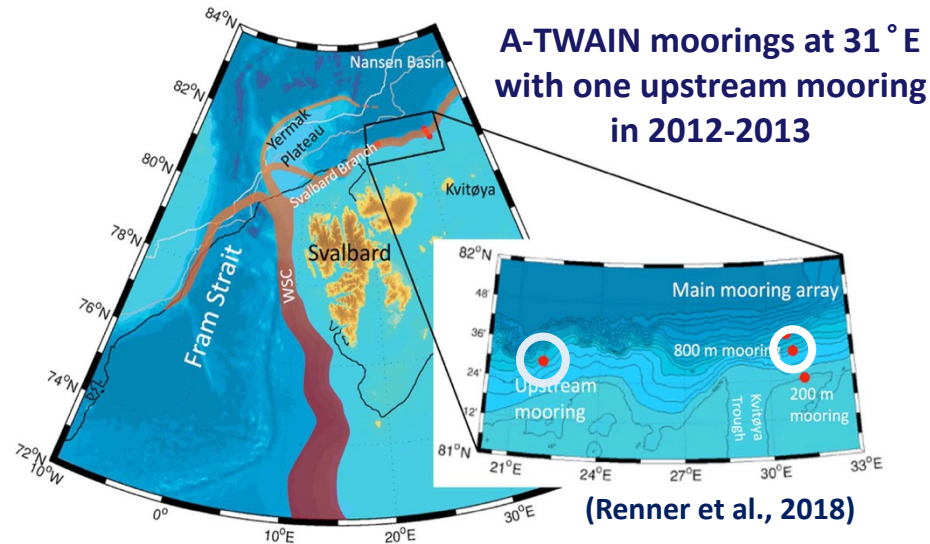 A-TWAIN moorings at 31°E
with one upstream mooring
in 2012-2013
84°N
82°N
80°N
78°N
76°N
74°N
72°N
10°W
0°
10°E
20°E
30°E
Nansen Basin
Yermak
Plateau
Svalbard Branch
Kvitøya
Svalbard
WSC
Fram Strait
82°N
48'
36'
24'
12'
81°N
21°E
24°E
27°E
30°E
33°E
Main mooring array
800 m mooring
Upstream
mooring
200 m
mooring
Kvitøya
Trough
(Renner et al., 2018)